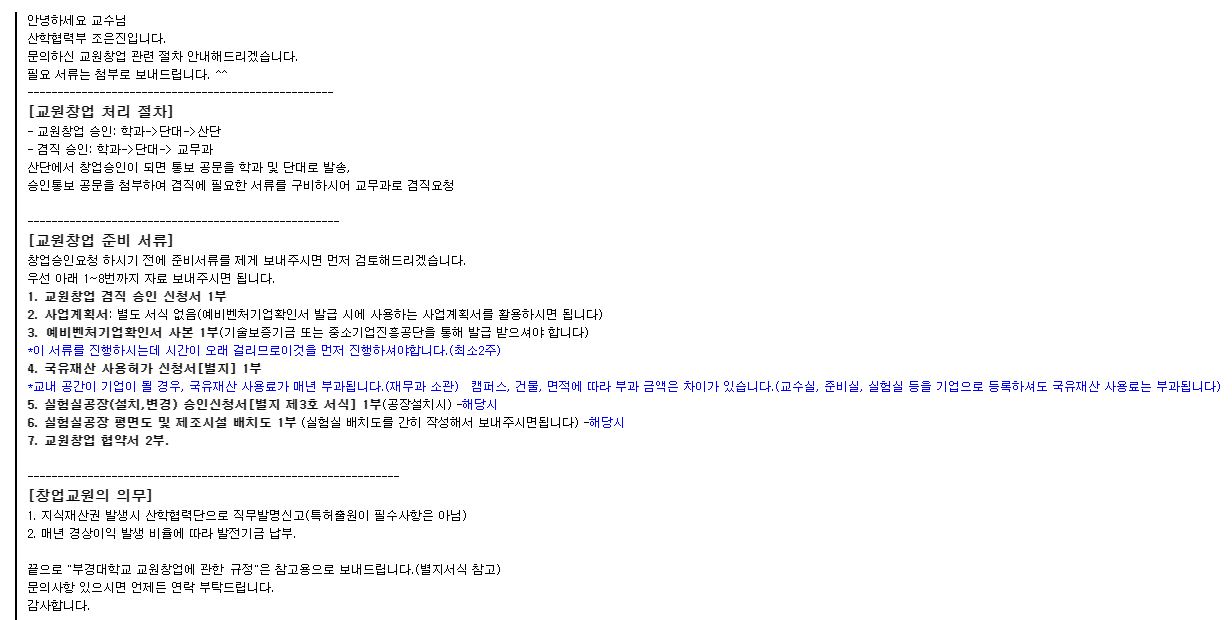 안녕하세요 교수님
산학협력부 조은진입니다.
문의하신 교원창업 관련 절차 안내해드리겠습니다.
필요 서류는 첨부로 보내드립니다. ^^
---------------------------------------------------
[교원창업 처리 절차]
- 교원창업 승인: 학과->단대->산단
- 겸직 승인: 학과->단대-> 교무과
산단에서 창업승인이 되면 통보 공문을 학과 및 단대로 발송,
승인통보 공문을 첨부하여 겸직에 필요한 서류를 구비하시어 교무과로 겸직요청
----------------------------------------------------
[교원창업 준비 서류]
창업승인요청 하시기 전에 준비서류를 제게 보내주시면 먼저 검토해드리겠습니다.
우선 아래 1~8번까지 자료 보내주시면 됩니다.
1. 교원창업 겸직 승인 신청서 1부
2. 사업계획서: 별도 서식 없음(예비벤처기업확인서 발급 시에 사용하는 사업계획서를 활용하시면 됩니다)
3. 예비벤처기업확인서 사본 1부(기술보증기금 또는 중소기업진흥공단을 통해 발급 받으셔야 합니다)
*이 서류를 진행하시는데 시간이 오래 걸리므로이것을 먼저 진행하셔야합니다.(최소2주)
4. 국유재산 사용허가 신청서[별지] 1부
*교내 공간이 기업이 될 경우, 국유재산 사용료가 매년 부과됩니다.(재무과 소관) 캠퍼스, 건물, 면적에 따라 부과 금액은 차이가 있습니다.(교수실, 준비실, 실험실 등을 기업으로 등록하셔도 국유재산 사용료는 부과됩니다)
5. 실험실공장(설치,변경) 승인신청서[별지 제3호 서식] 1부(공장설치시) -해당시
6. 실험실공장 평면도 및 제조시설 배치도 1부 (실험실 배치도를 간히 작성해서 보내주시면됩니다) -해당시
7. 교원창업 협약서 2부.
--------------------------------------------------------------
[창업교원의 의무]
1. 지식재산권 발생시 산학협력단으로 직무발명신고(특허출원이 필수사항은 아님)
2. 매년 경상이익 발생 비율에 따라 발전기금 납부.
끝으로 "부경대학교 교원창업에 관한 규정"은 참고용으로 보내드립니다.(별지서식 참고)
문의사항 있으시면 언제든 연락 부탁드립니다.
감사합니다.